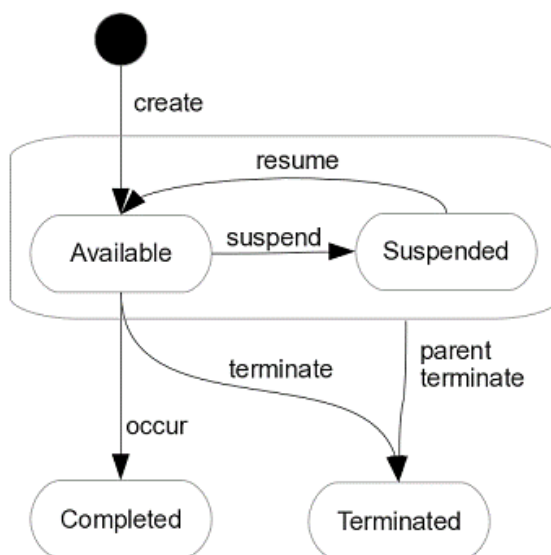 create
resume
Available
suspend
Suspended
terminate
parent
terminate
occur
Completed
Terminated